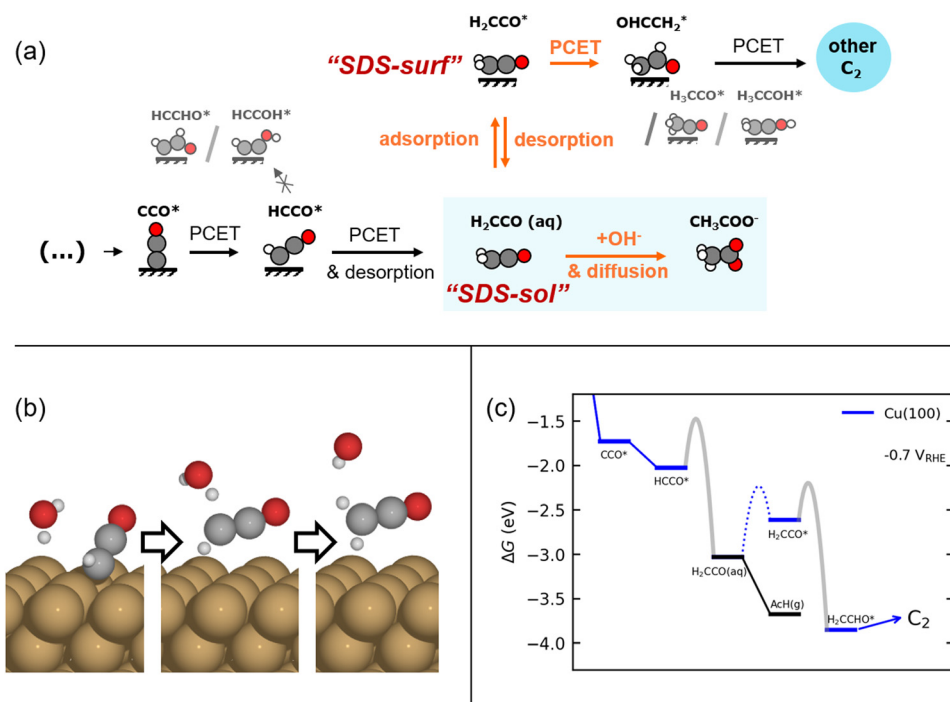 (a)
H₂CCO*
OHCCH₂*
"SDS-surf"
PCET
PCET
other
C₂
HCCHO*
HCCOH*
H₃CCO*
H₃CCOH*
adsorption
desorption
CCO*
HCCO*
H₂CCO (aq)
CH₃COO⁻
(...)
PCET
PCET
& desorption
+OH⁻
& diffusion
"SDS-sol"
(b)
(c)
Cu(100)
-0.7 V_RHE
ΔG (eV)
−1.5
−2.0
−2.5
−3.0
−3.5
−4.0
CCO*
HCCO*
H₂CCO*
H₂CCO(aq)
AcH(g)
H₂CCHO*
C₂